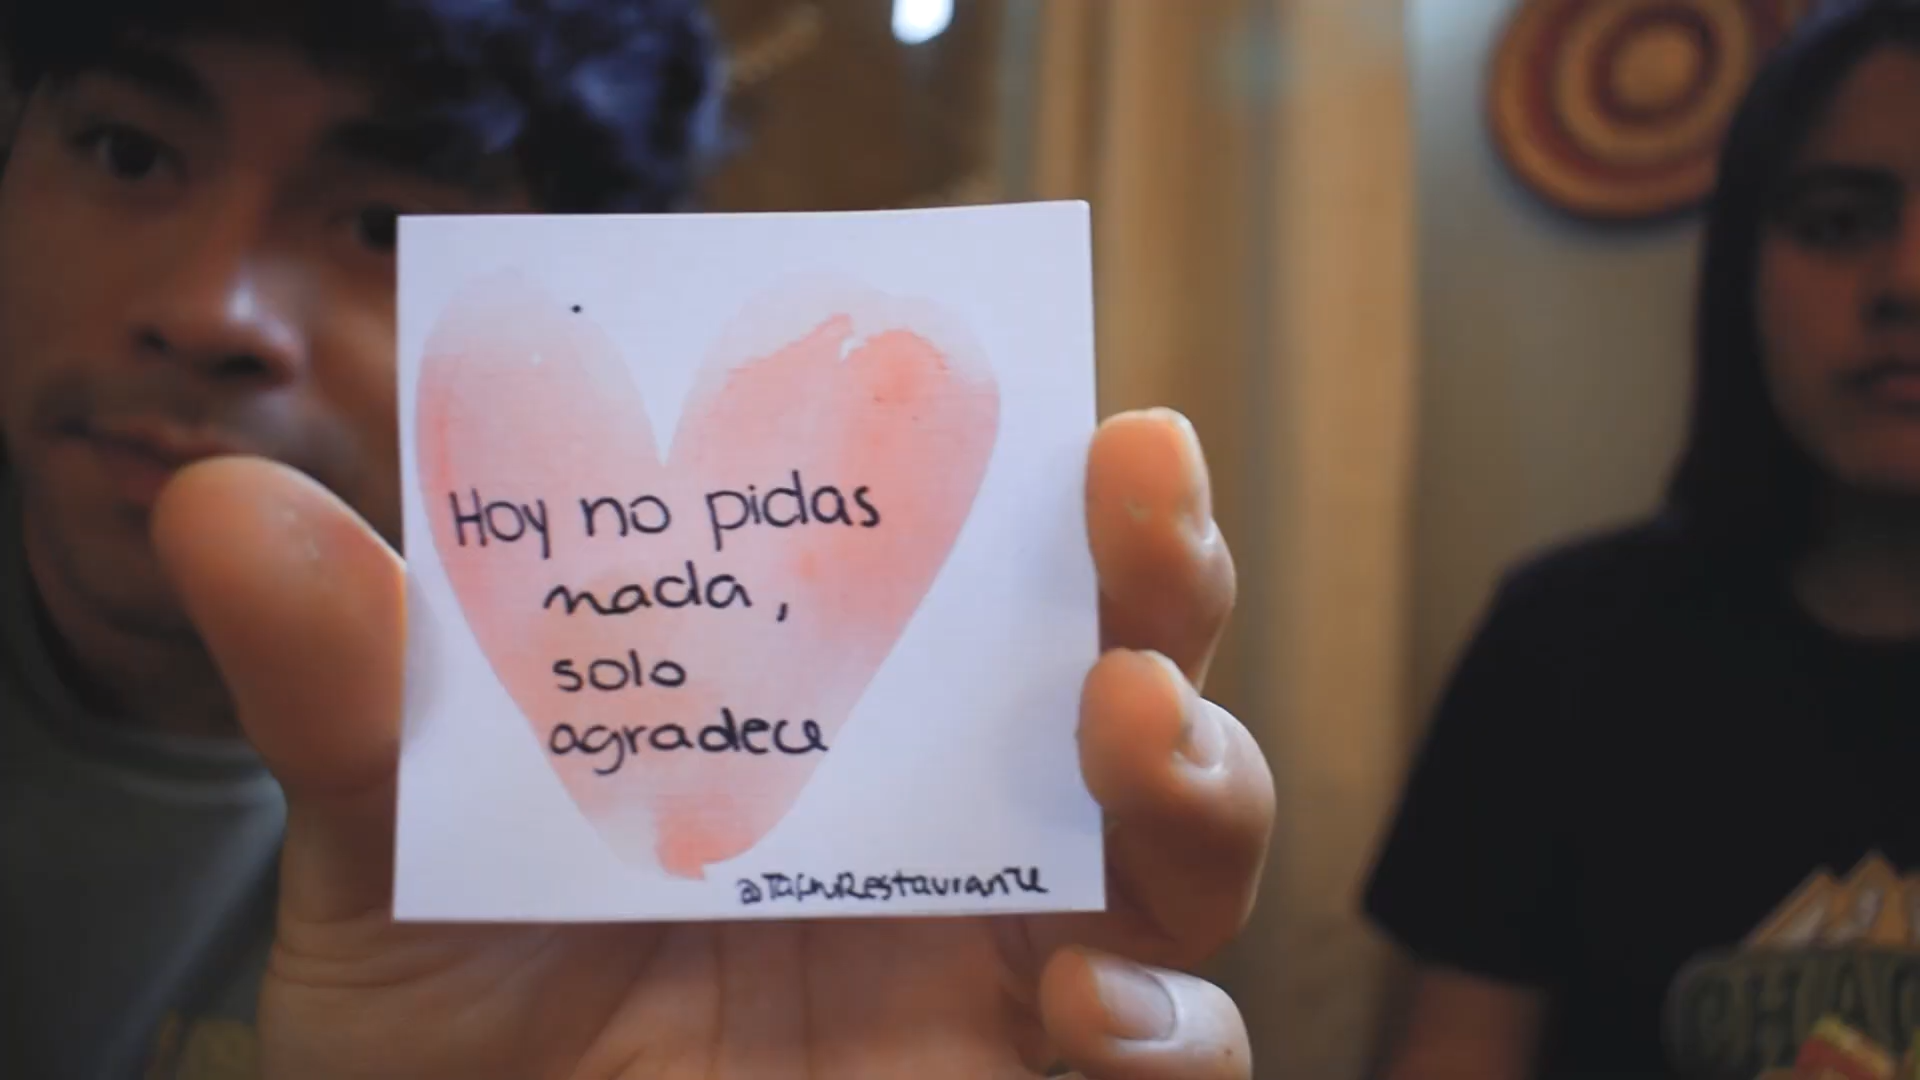 Hoy no pidas
nada,
solo
agradece